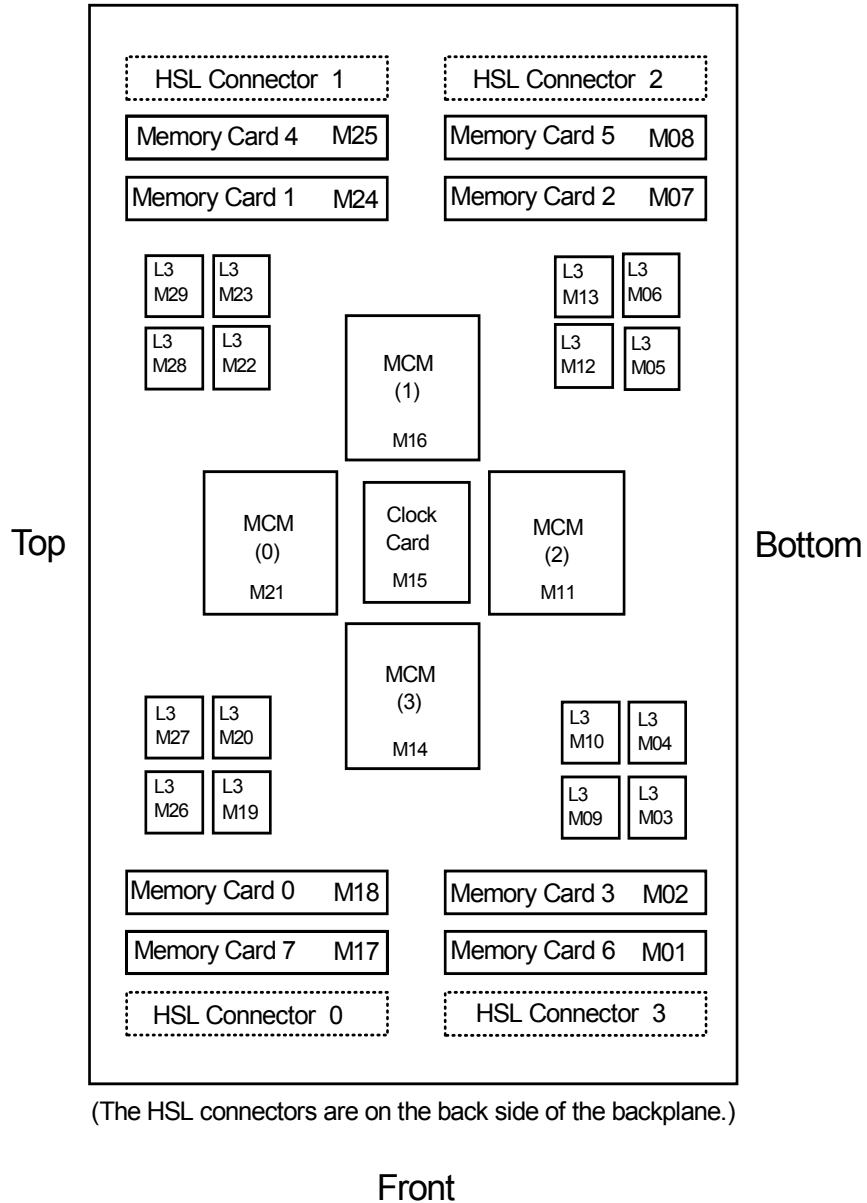 HSL Connector 1
HSL Connector 2
Memory Card 4 M25
Memory Card 5 M08
Memory Card 1 M24
Memory Card 2 M07
L3
M29
L3
M23
L3
M13
L3
M06
L3
M28
L3
M22
L3
M12
L3
M05
MCM
(1)
M16
Top
MCM
(0)
M21
Clock
Card
M15
MCM
(2)
M11
Bottom
MCM
(3)
M14
L3
M27
L3
M20
L3
M10
L3
M04
L3
M26
L3
M19
L3
M09
L3
M03
Memory Card 0 M18
Memory Card 3 M02
Memory Card 7 M17
Memory Card 6 M01
HSL Connector 0
HSL Connector 3
(The HSL connectors are on the back side of the backplane.)
Front